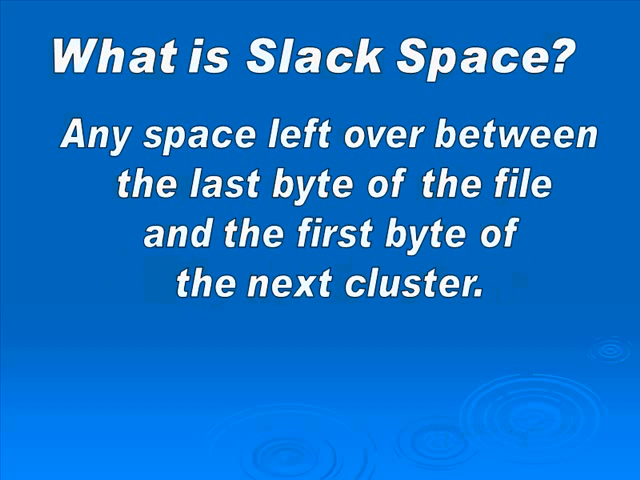 What is Slack Space?
Any space left over between
the last byte of the file
and the first byte of
the next cluster.